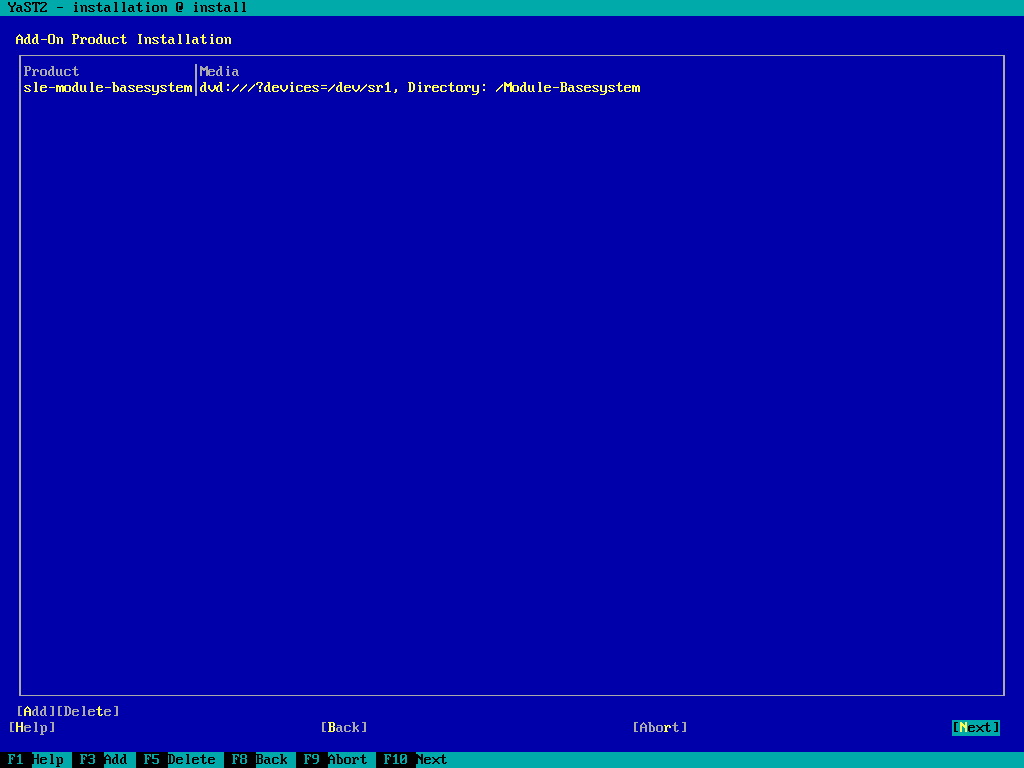 YaST2 - installation @ install
Add-On Product Installation
Product |Media
sle-module-basesystem|dvd:///?devices=/dev/sr1, Directory: /Module-Basesystem
[Add][Delete]
[Help] [Back] [Abort] [Next]
F1 Help F3 Add F5 Delete F8 Back F9 Abort F10 Next